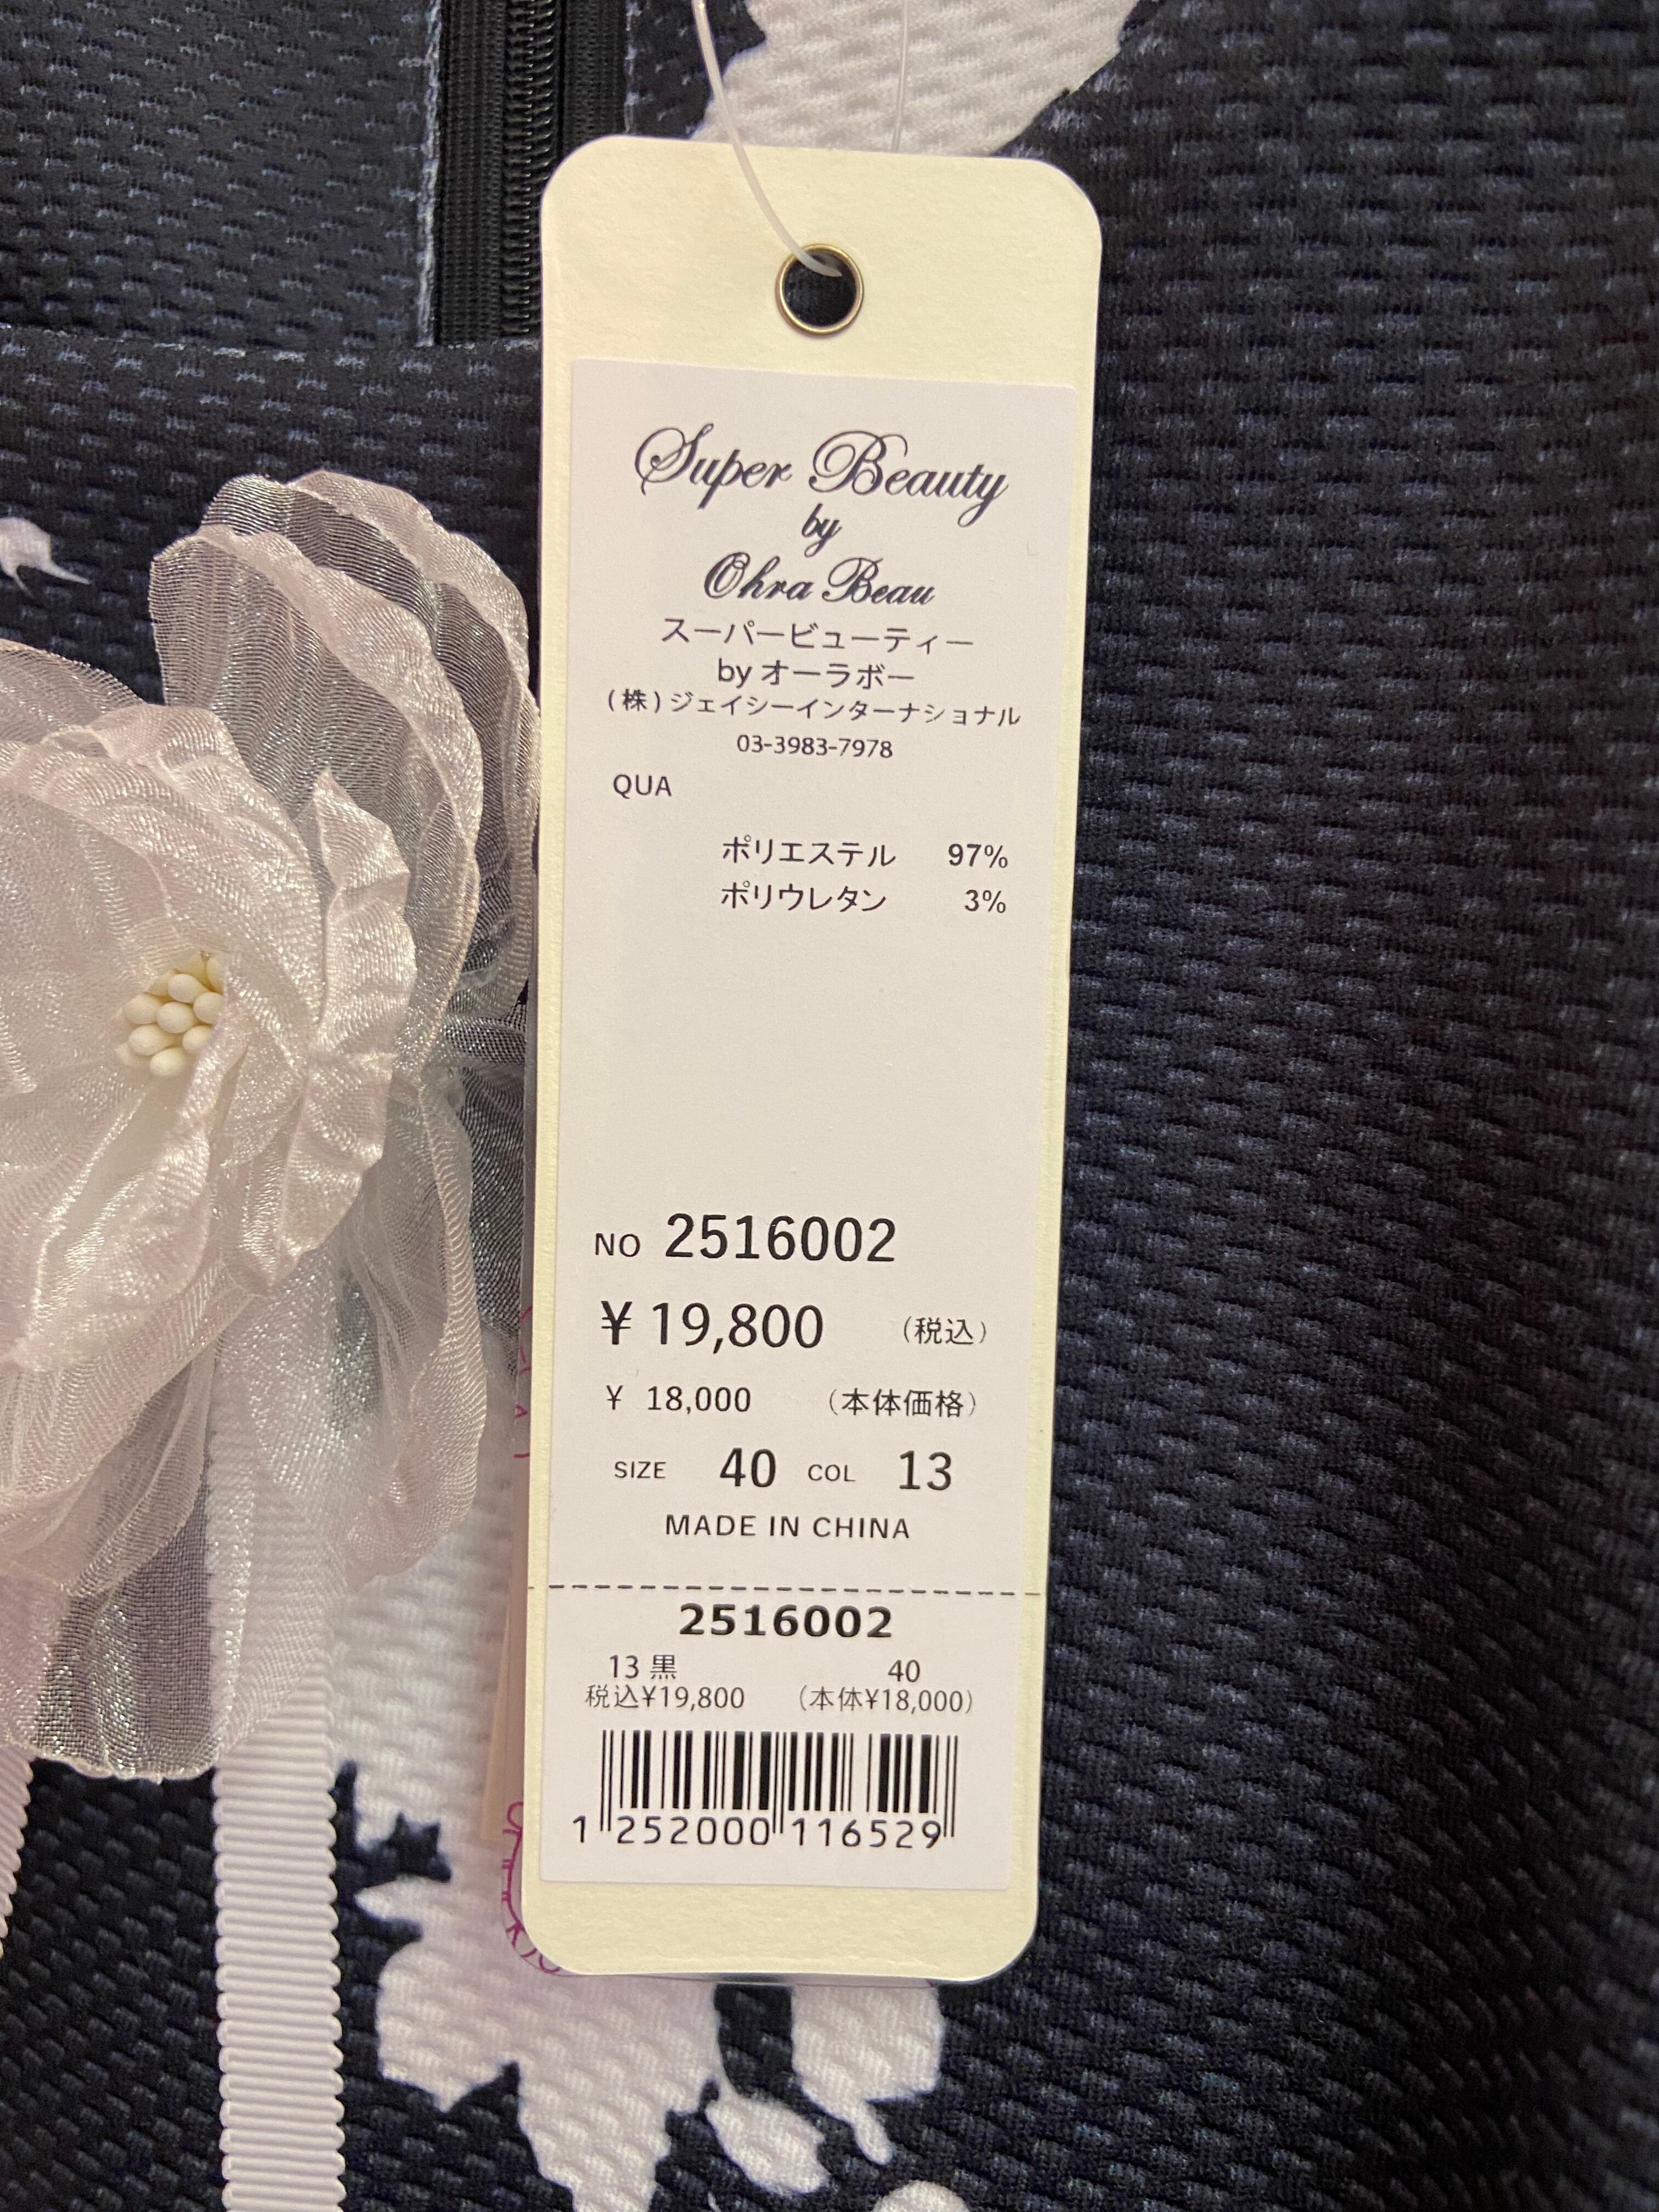 Super Beauty
by
Ohra Beau
スーパービューティー
by オーラボー
(株)ジェイシーインターナショナル
03-3983-7978
QUA
ポリエステル 97%
ポリウレタン 3%
NO 2516002
¥ 19,800 (税込)
¥ 18,000 (本体価格)
SIZE 40 COL 13
MADE IN CHINA
2516002
13 黒 40
税込¥19,800 (本体¥18,000)
1 252000 116529